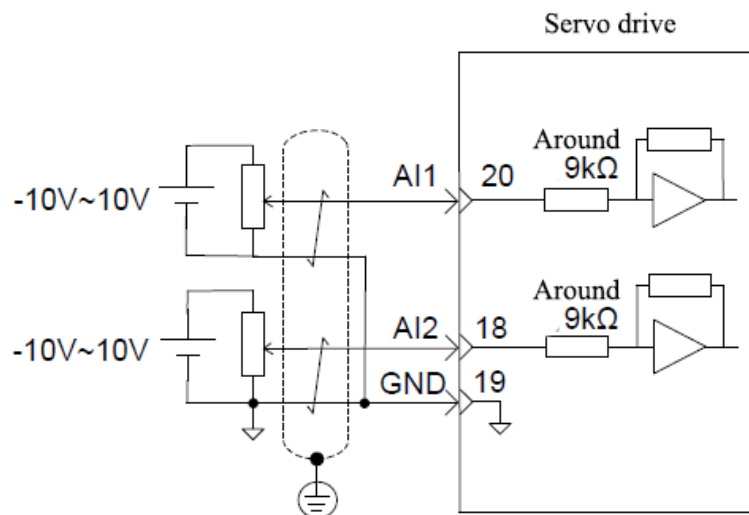 Servo drive
Around
9kΩ
AI1
20
-10V~10V
Around
9kΩ
AI2
18
-10V~10V
GND
19